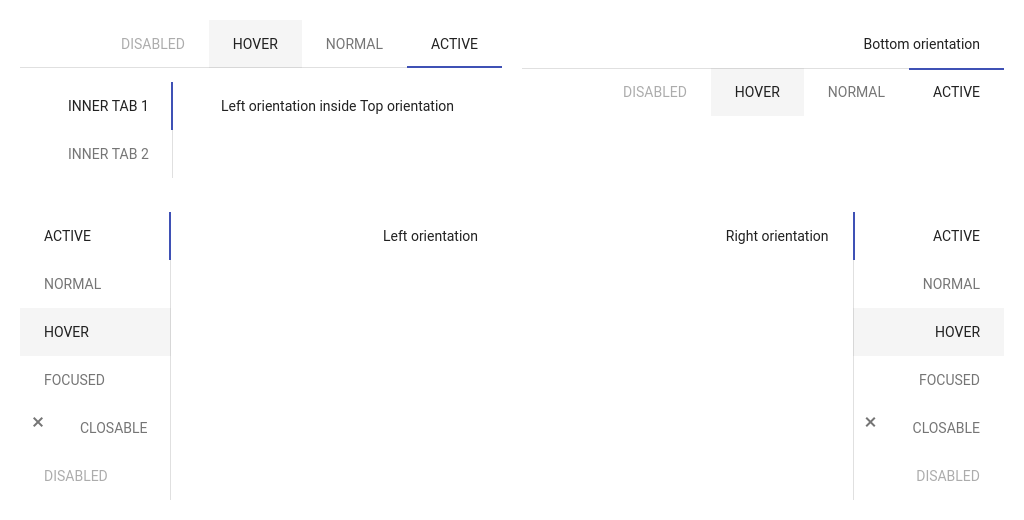 DISABLED HOVER NORMAL ACTIVE
INNER TAB 1
INNER TAB 2
Left orientation inside Top orientation
Bottom orientation
DISABLED HOVER NORMAL ACTIVE
ACTIVE
NORMAL
HOVER
FOCUSED
CLOSABLE
DISABLED
Left orientation
Right orientation
ACTIVE
NORMAL
HOVER
FOCUSED
CLOSABLE
DISABLED